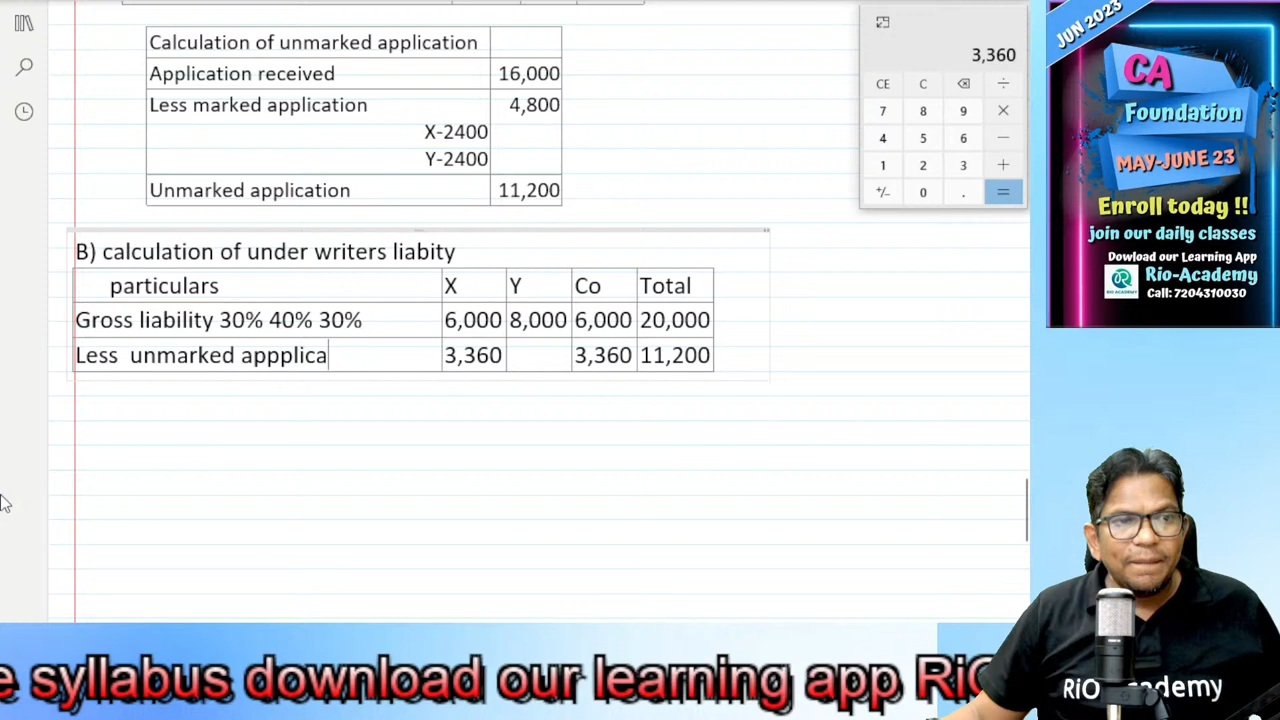 Calculation of unmarked application
Application received 16,000
Less marked application 4,800
X-2400
Y-2400
Unmarked application 11,200
B) calculation of under writers liabity
particulars X Y Co Total
Gross liability 30% 40% 30% 6,000 8,000 6,000 20,000
Less unmarked appplica 3,360 3,360 11,200
3,360
CE C ⌫ ÷
7 8 9 ×
4 5 6 −
1 2 3 +
+/- 0 . =
JUN 2023
CA
Foundation
MAY-JUNE 23
Enroll today !!
join our daily classes
Dowload our Learning App
RIO ACADEMY
Rio-Academy
Call: 7204310030
RiO academy
e syllabus download our learning app RiO